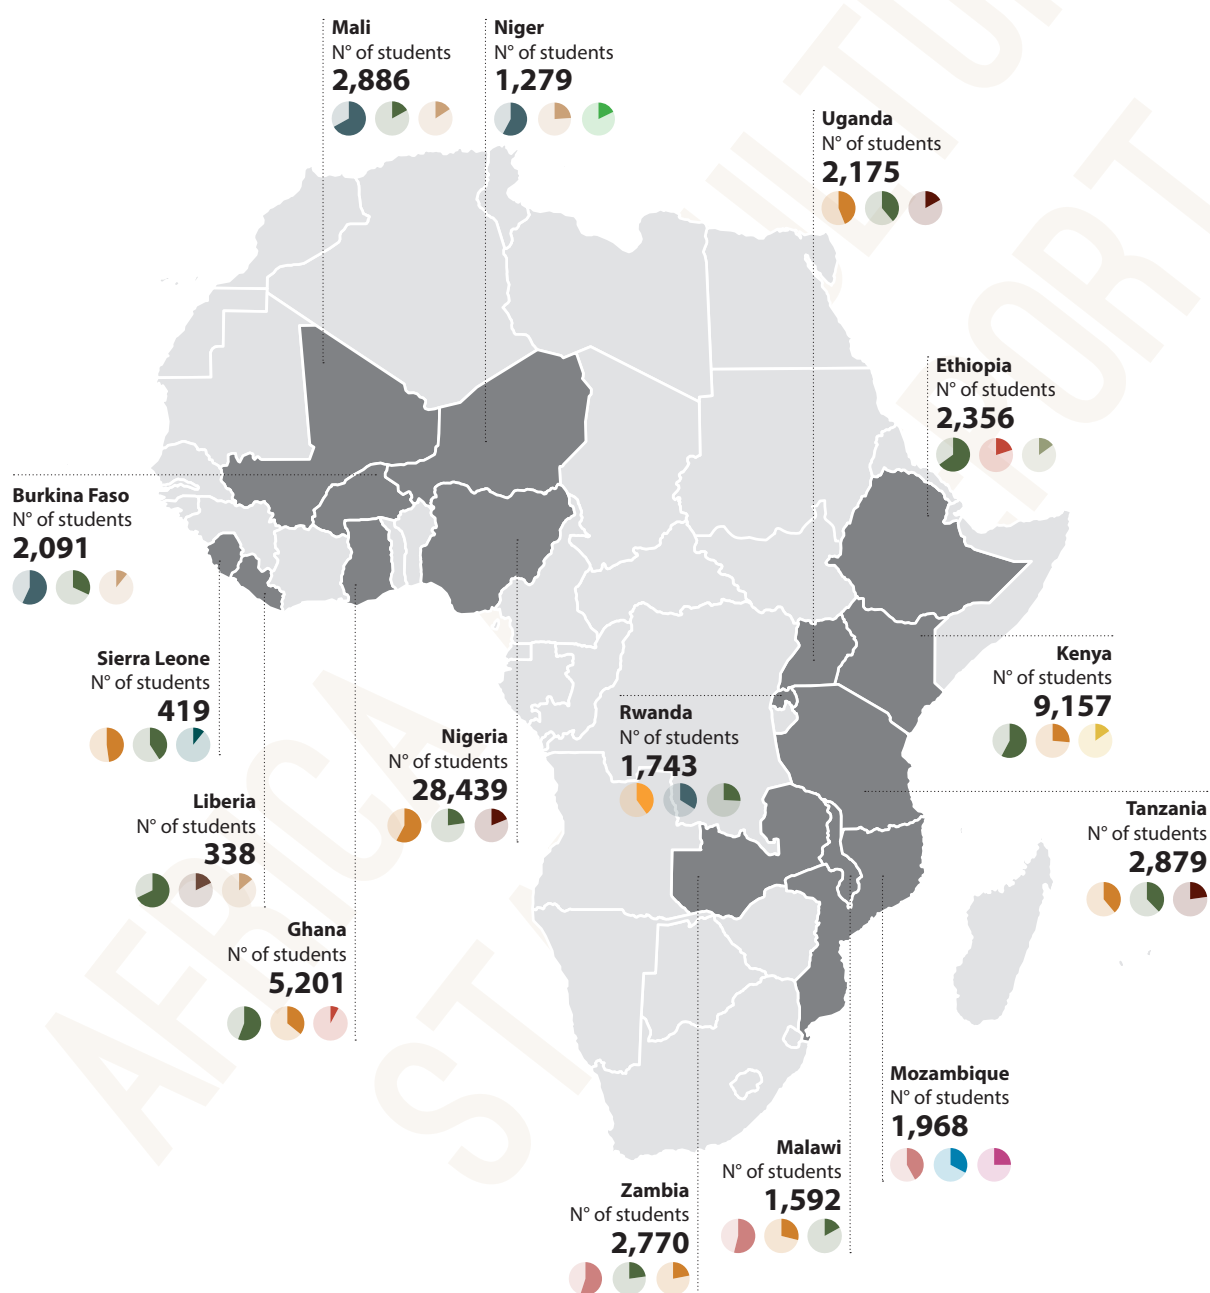 Mali
N° of students
2,886
Niger
N° of students
1,279
Uganda
N° of students
2,175
Ethiopia
N° of students
2,356
Burkina Faso
N° of students
2,091
Sierra Leone
N° of students
419
Kenya
N° of students
9,157
Rwanda
N° of students
1,743
Nigeria
N° of students
28,439
Liberia
N° of students
338
Tanzania
N° of students
2,879
Ghana
N° of students
5,201
Mozambique
N° of students
1,968
Malawi
N° of students
1,592
Zambia
N° of students
2,770
AFRICA